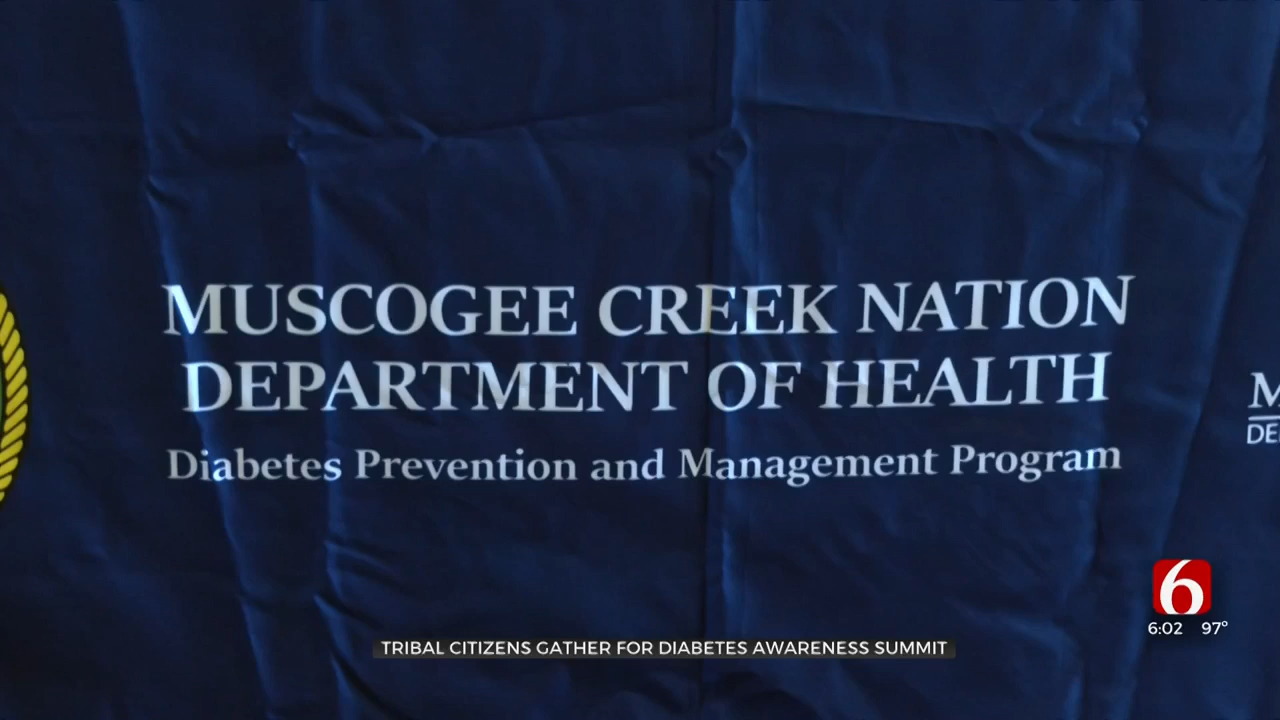 MUSCOGEE CREEK NATION
DEPARTMENT OF HEALTH
Diabetes Prevention and Management Program
M
DE
6
6:02 97°
TRIBAL CITIZENS GATHER FOR DIABETES AWARENESS SUMMIT